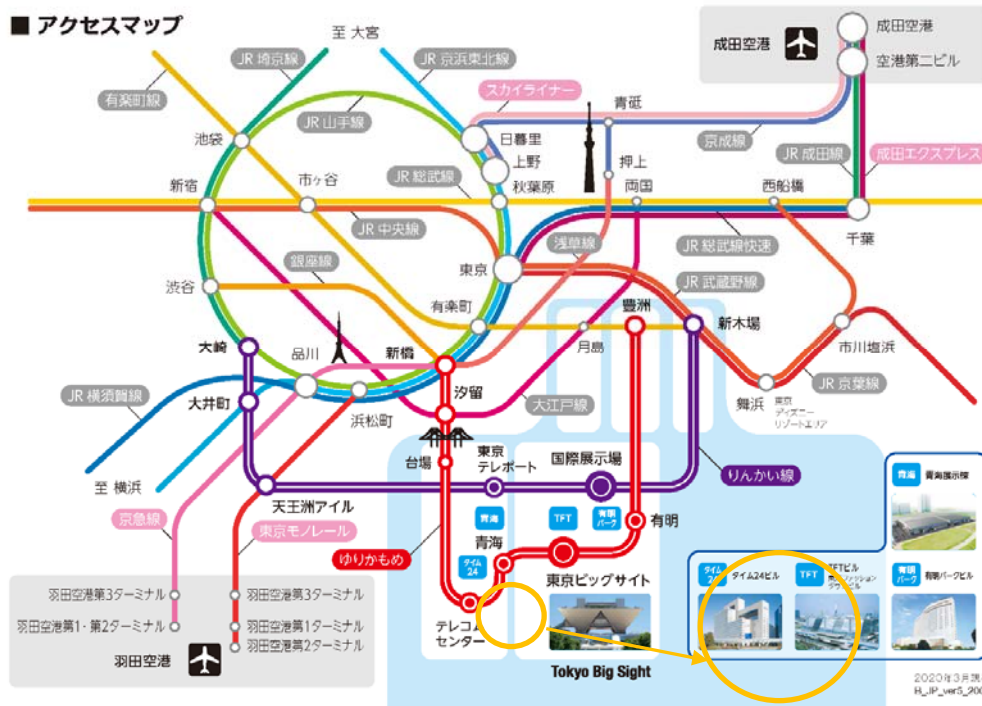 ■ アクセスマップ
至 大宮
JR 埼京線
JR 京浜東北線
有楽町線
スカイライナー
成田空港
成田空港
空港第二ビル
青砥
JR 山手線
池袋
日暮里
京成線
上野
押上
JR 成田線
成田エクスプレス
新宿
市ヶ谷
JR 総武線
秋葉原
両国
西船橋
JR 中央線
浅草線
JR 総武線快速
千葉
銀座線
東京
JR 武蔵野線
渋谷
有楽町
豊洲
新木場
大崎
品川
新橋
月島
市川塩浜
JR 横須賀線
大井町
浜松町
汐留
大江戸線
舞浜
JR 京葉線
東京
ディズニー
リゾートエリア
台場
東京
テレポート
国際展示場
りんかい線
至 横浜
天王洲アイル
京急線
東京モノレール
青海
TFT
有明
パーク
有明
青海
青海展示棟
ゆりかもめ
青海
タイム
24
東京ビッグサイト
タイム24ビル
TFT
TFTビル
有明
パーク
有明パークビル
羽田空港第3ターミナル
羽田空港第3ターミナル
羽田空港第1・第2ターミナル
羽田空港第1ターミナル
羽田空港第2ターミナル
羽田空港
テレコム
センター
Tokyo Big Sight
2020年3月現